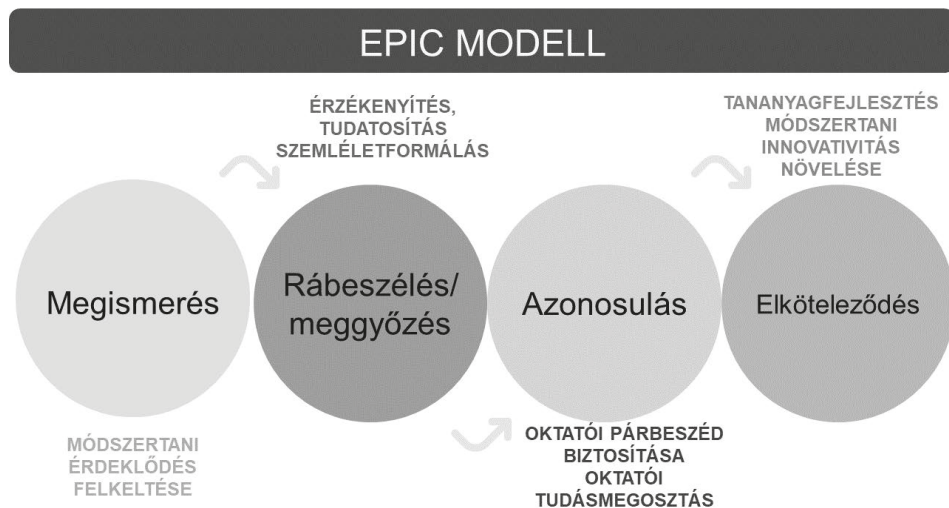 EPIC MODELL
ÉRZÉKENYÍTÉS,
TUDATOSÍTÁS
SZEMLÉLETFORMÁLÁS
TANANYAGFEJLESZTÉS
MÓDSZERTANI
INNOVATIVITÁS
NÖVELÉSE
Megismerés
Rábeszélés/
meggyőzés
Azonosulás
Elköteleződés
MÓDSZERTANI
ÉRDEKLŐDÉS
FELKELTÉSE
OKTATÓI PÁRBESZÉD
BIZTOSÍTÁSA
OKTATÓI
TUDÁSMEGOSZTÁS